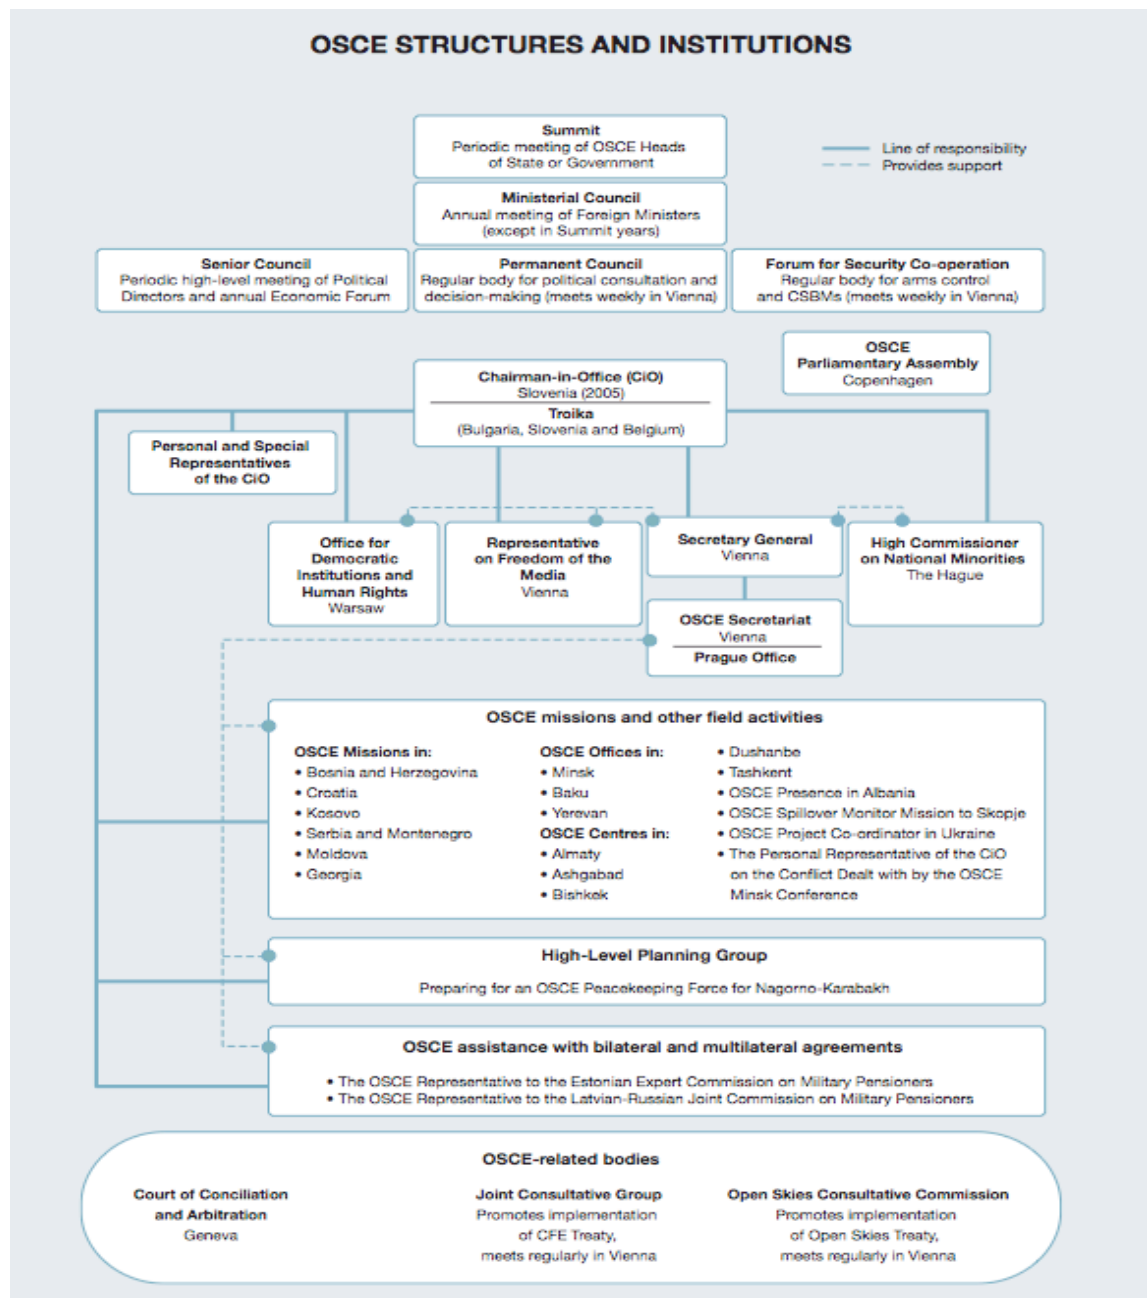 OSCE STRUCTURES AND INSTITUTIONS
Summit
Periodic meeting of OSCE Heads
of State or Government
Line of responsibility
Provides support
Ministerial Council
Annual meeting of Foreign Ministers
(except in Summit years)
Senior Council
Periodic high-level meeting of Political
Directors and annual Economic Forum
Permanent Council
Regular body for political consultation and
decision-making (meets weekly in Vienna)
Forum for Security Co-operation
Regular body for arms control
and CSBMs (meets weekly in Vienna)
OSCE
Parliamentary Assembly
Copenhagen
Chairman-in-Office (CiO)
Slovenia (2005)
Troika
(Bulgaria, Slovenia and Belgium)
Personal and Special
Representatives
of the CiO
Office for
Democratic
Institutions and
Human Rights
Warsaw
Representative
on Freedom of the
Media
Vienna
Secretary General
Vienna
High Commissioner
on National Minorities
The Hague
OSCE Secretariat
Vienna
Prague Office
OSCE missions and other field activities
OSCE Missions in:
• Bosnia and Herzegovina
• Croatia
• Kosovo
• Serbia and Montenegro
• Moldova
• Georgia
OSCE Offices in:
• Minsk
• Baku
• Yerevan
OSCE Centres in:
• Almaty
• Ashgabad
• Bishkek
• Dushanbe
• Tashkent
• OSCE Presence in Albania
• OSCE Spillover Monitor Mission to Skopje
• OSCE Project Co-ordinator in Ukraine
• The Personal Representative of the CiO
on the Conflict Dealt with by the OSCE
Minsk Conference
High-Level Planning Group
Preparing for an OSCE Peacekeeping Force for Nagorno-Karabakh
OSCE assistance with bilateral and multilateral agreements
• The OSCE Representative to the Estonian Expert Commission on Military Pensioners
• The OSCE Representative to the Latvian-Russian Joint Commission on Military Pensioners
OSCE-related bodies
Court of Conciliation
and Arbitration
Geneva
Joint Consultative Group
Promotes implementation
of CFE Treaty,
meets regularly in Vienna
Open Skies Consultative Commission
Promotes implementation
of Open Skies Treaty,
meets regularly in Vienna